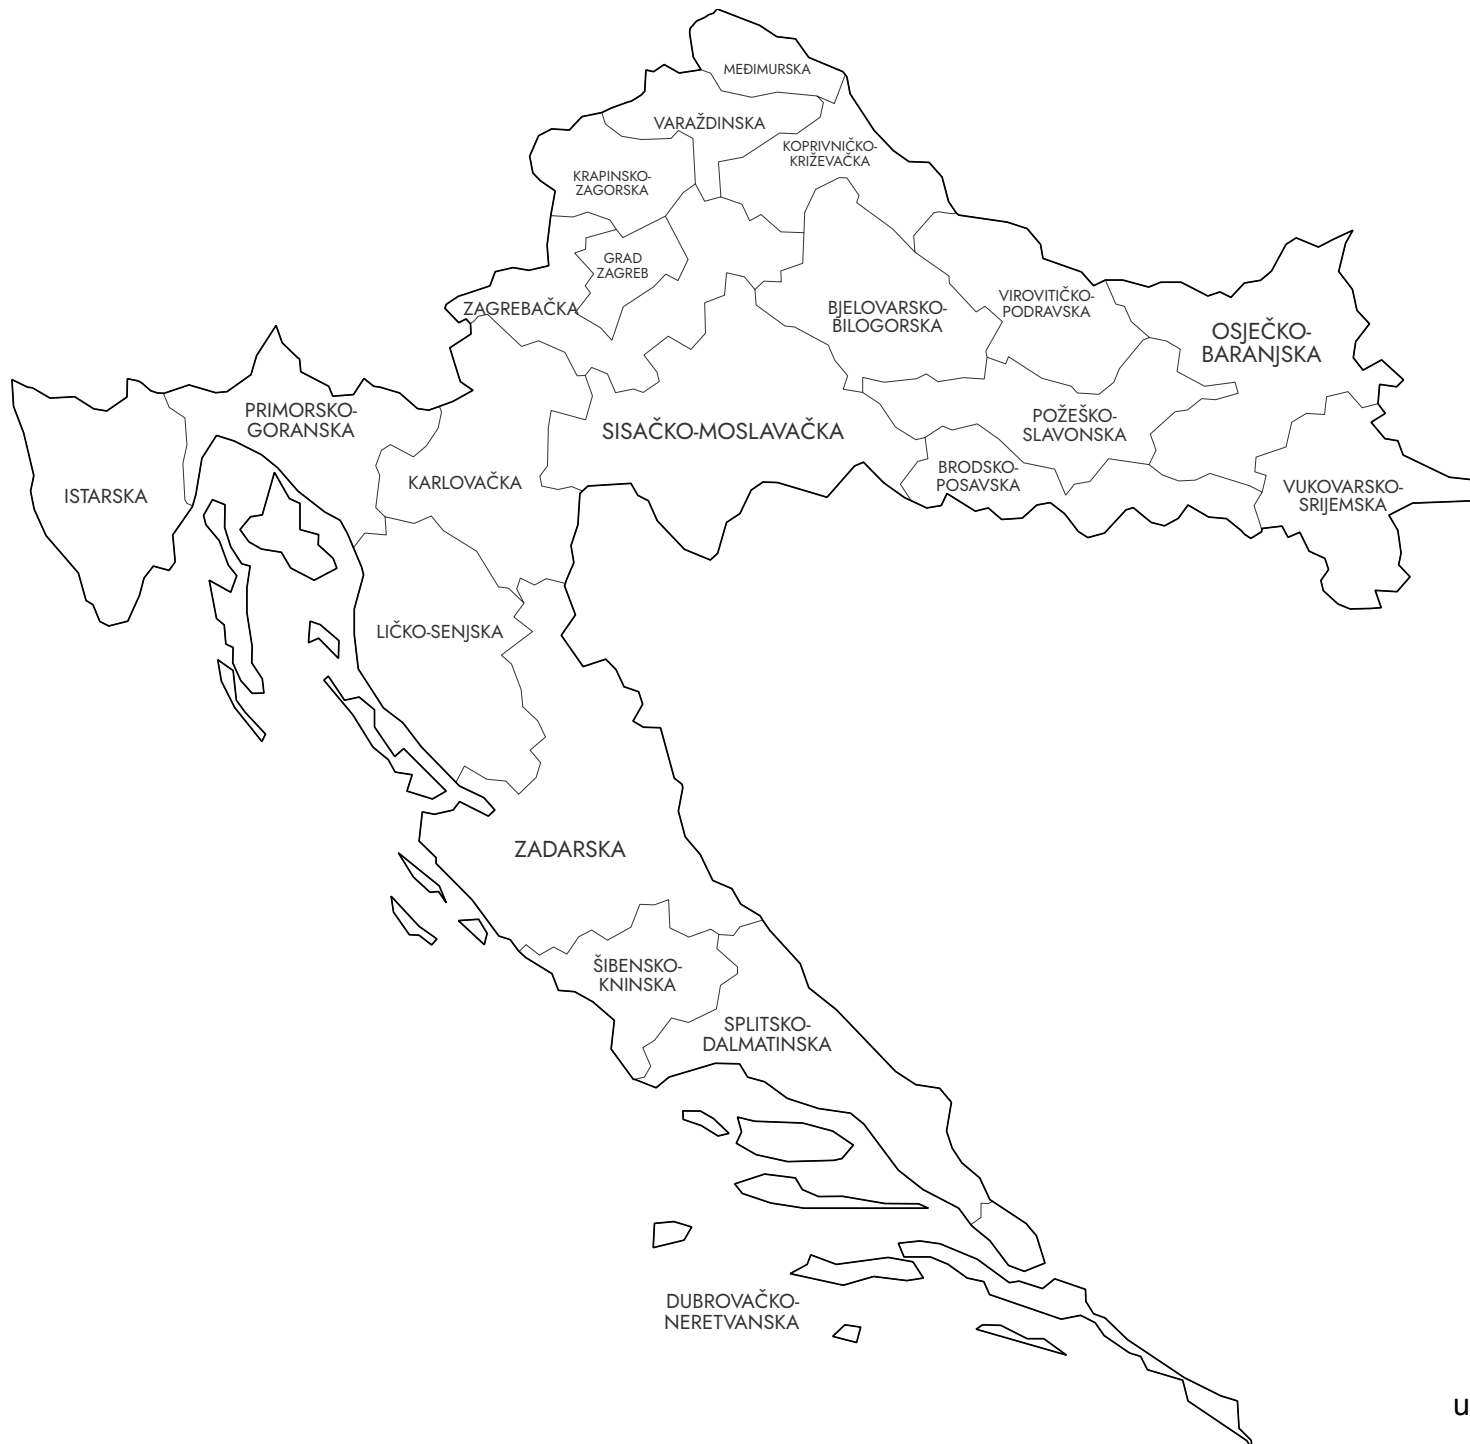 MEĐIMURSKA
VARAŽDINSKA
KOPRIVNIČKO-
KRIŽEVAČKA
KRAPINSKO-
ZAGORSKA
GRAD
ZAGREB
ZAGREBAČKA
BJELOVARSKO-
BILOGORSKA
VIROVITIČKO-
PODRAVSKA
OSJEČKO-
BARANJSKA
PRIMORSKO-
GORANSKA
SISAČKO-MOSLAVAČKA
POŽEŠKO-
SLAVONSKA
ISTARSKA
KARLOVAČKA
BRODSKO-
POSAVSKA
VUKOVARSKO-
SRIJEMSKA
LIČKO-SENJSKA
ZADARSKA
ŠIBENSKO-
KNINSKA
SPLITSKO-
DALMATINSKA
DUBROVAČKO-
NERETVANSKA
u